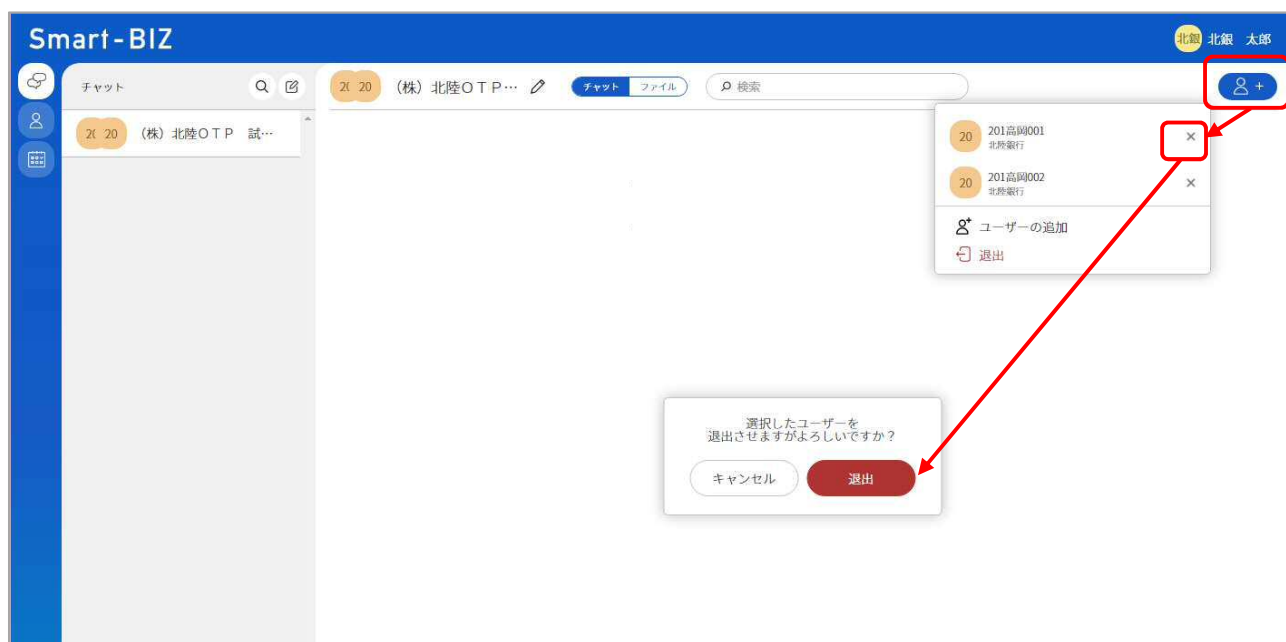 Smart-BIZ
北銀 北銀 太郎
チャット
2( 20 (株) 北陸OTP… チャット ファイル 検索
2( 20 (株) 北陸OTP 試…
20 201高岡001
北陸銀行
20 201高岡002
北陸銀行
ユーザーの追加
退出
選択したユーザーを
退出させますがよろしいですか？
キャンセル 退出